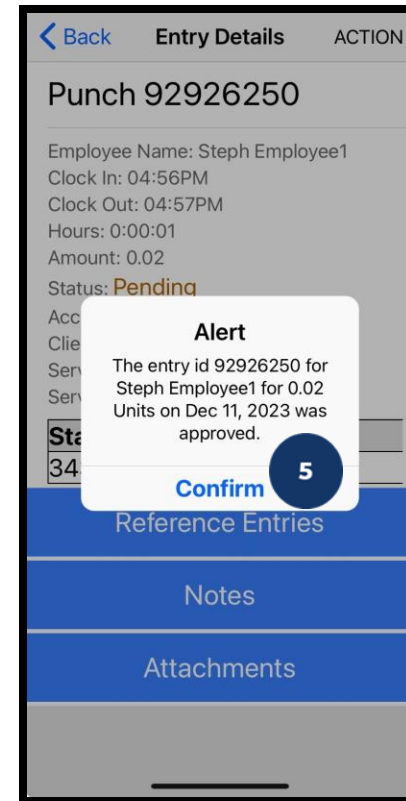 Back Entry Details ACTION
Punch 92926250
Employee Name: Steph Employee1
Clock In: 04:56PM
Clock Out: 04:57PM
Hours: 0:00:01
Amount: 0.02
Status: Pending
Alert
The entry id 92926250 for
Steph Employee1 for 0.02
Units on Dec 11, 2023 was
approved.
Confirm
5
Reference Entries
Notes
Attachments